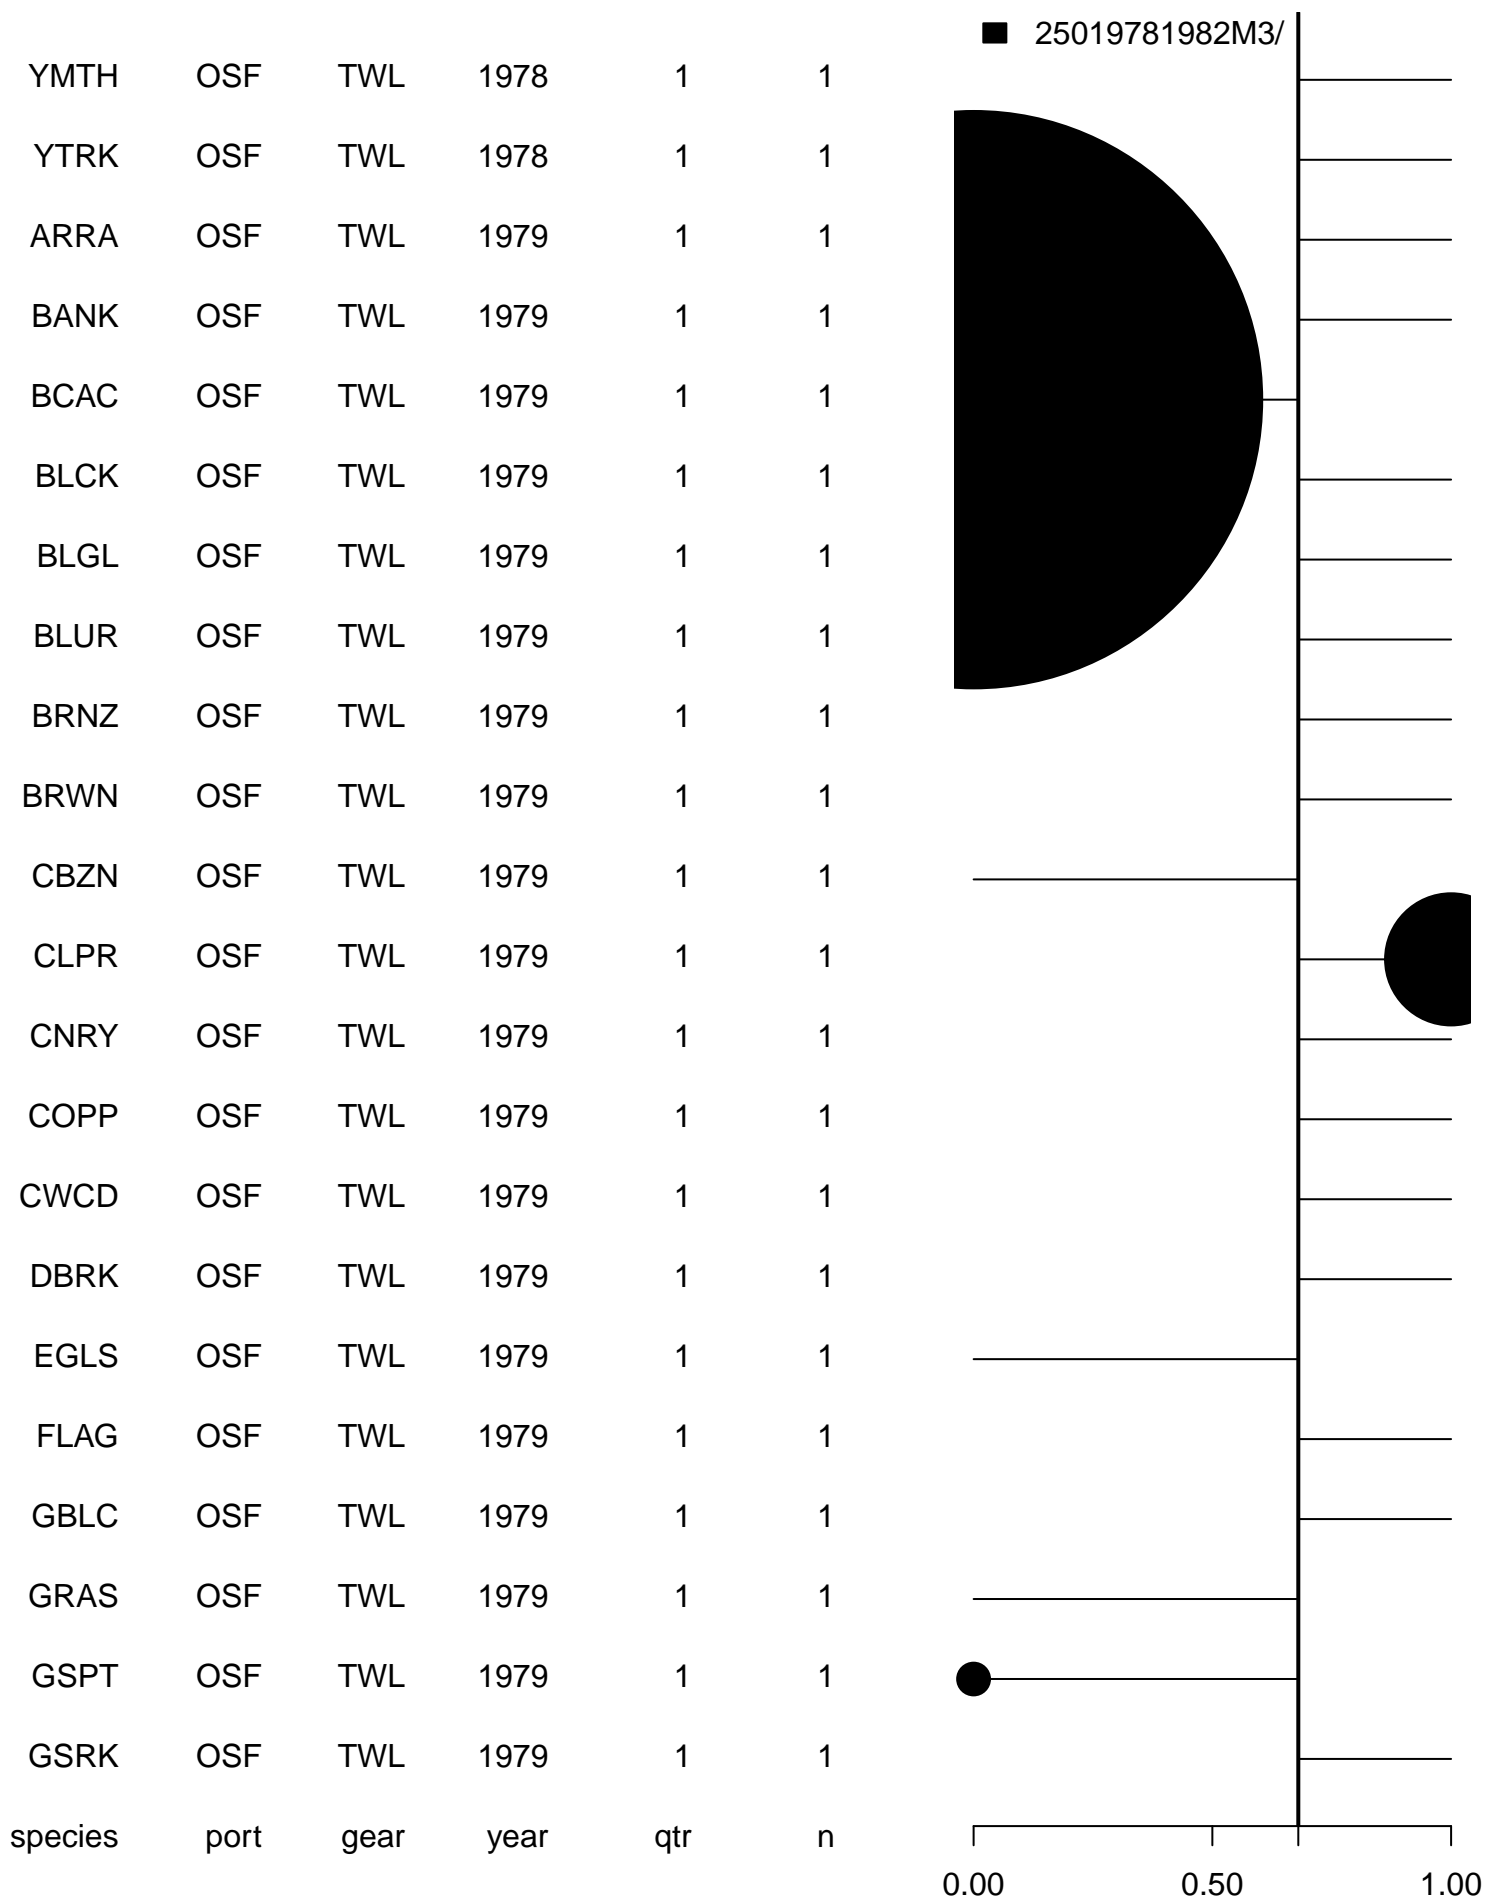 25019781982M3/
YMTH OSF TWL 1978 1 1
YTRK OSF TWL 1978 1 1
ARRA OSF TWL 1979 1 1
BANK OSF TWL 1979 1 1
BCAC OSF TWL 1979 1 1
BLCK OSF TWL 1979 1 1
BLGL OSF TWL 1979 1 1
BLUR OSF TWL 1979 1 1
BRNZ OSF TWL 1979 1 1
BRWN OSF TWL 1979 1 1
CBZN OSF TWL 1979 1 1
CLPR OSF TWL 1979 1 1
CNRY OSF TWL 1979 1 1
COPP OSF TWL 1979 1 1
CWCD OSF TWL 1979 1 1
DBRK OSF TWL 1979 1 1
EGLS OSF TWL 1979 1 1
FLAG OSF TWL 1979 1 1
GBLC OSF TWL 1979 1 1
GRAS OSF TWL 1979 1 1
GSPT OSF TWL 1979 1 1
GSRK OSF TWL 1979 1 1
species port gear year qtr n
0.00 0.50 1.00